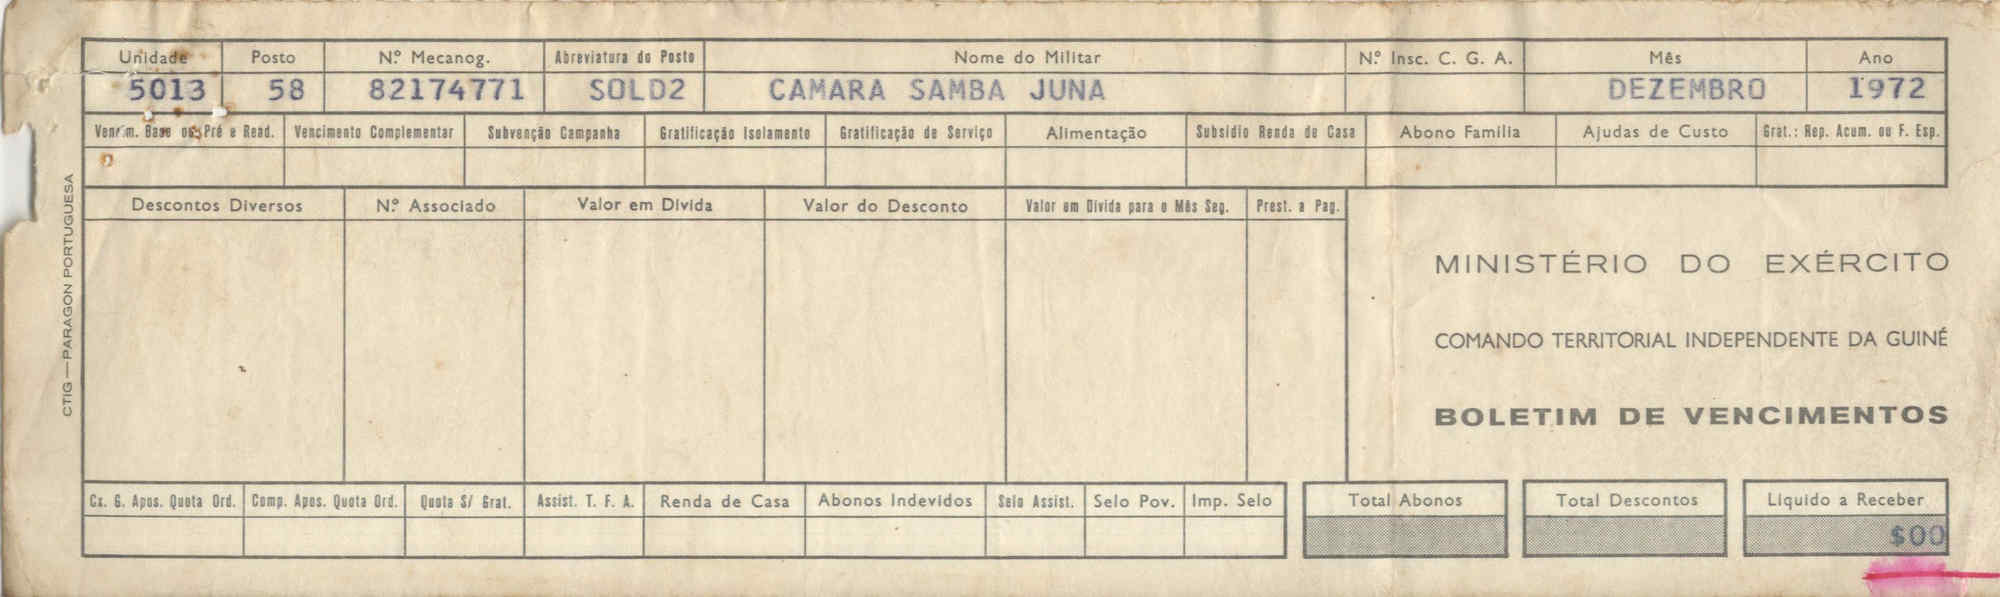 Unidade Posto N.º Mecanog. Abreviatura do Posto Nome do Militar N.º Insc. C. G. A. Mês Ano
5013 58 82174771 SOLD2 CAMARA SAMBA JUNA DEZEMBRO 1972
Vencim. Base ou Pré e Read. Vencimento Complementar Subvenção Campanha Gratificação Isolamento Gratificação de Serviço Alimentação Subsidio Renda de Casa Abono Familia Ajudas de Custo Grat.: Rep. Acum. ou F. Esp.
Descontos Diversos N.º Associado Valor em Divida Valor do Desconto Valor em Divida para o Mês Seg. Prest. a Pag.
MINISTÉRIO DO EXÉRCITO
COMANDO TERRITORIAL INDEPENDENTE DA GUINÉ
BOLETIM DE VENCIMENTOS
Cx. G. Apos. Quota Ord. Comp. Apos. Quota Ord. Quota S/ Grat. Assist. T. F. A. Renda de Casa Abonos Indevidos Selo Assist. Selo Pov. Imp. Selo Total Abonos Total Descontos Liquido a Receber
$00
CTIG — PARAGON PORTUGUESA